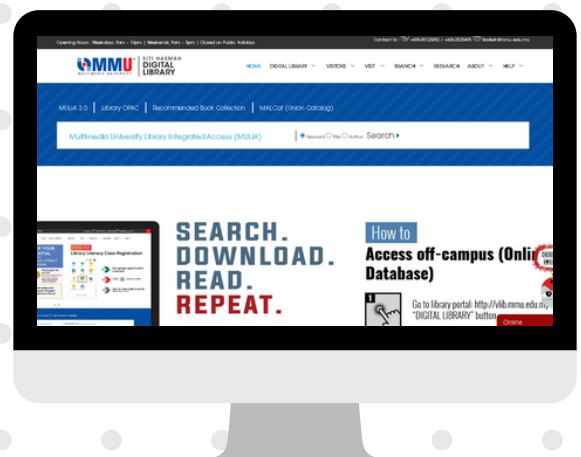 Opening Hours : Weekdays, 9am - 10pm | Weekends, 9am - 5pm | Closed on Public Holidays
Contact Us :
MMU
MULTIMEDIA UNIVERSITY
SITI HASMAH
DIGITAL
LIBRARY
HOME DIGITAL LIBRARY VISIT BRANCH RESEARCH ABOUT HELP
MULIA 3.0 | Library OPAC | Recommended Book Collection | MALCat (Union Catalog)
Multimedia University Library Integrated Access (MULIA)
Keyword Title Author Search
SEARCH.
DOWNLOAD.
READ.
REPEAT.
Library Literacy Class Registration
How to
Access off-campus (Onli
Database)
1
Go to library portal: http://vlib.mmu.edu.my
"DIGITAL LIBRARY" button
Online